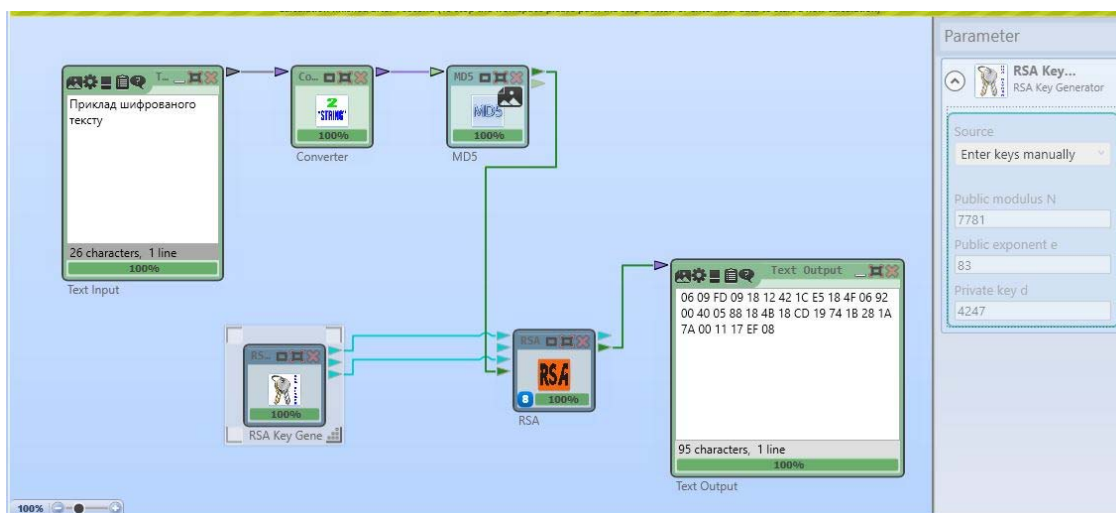 Parameter
RSA Key...
RSA Key Generator
Source
Enter keys manually
Public modulus N
7781
Public exponent e
83
Private key d
4247
T...
Приклад шифрованого
тексту
26 characters, 1 line
100%
Text Input
Co...
2
"STRING"
100%
Converter
MD5
MD5
100%
MD5
RS...
100%
RSA Key Gene
RSA
RSA
8 100%
RSA
Text Output
06 09 FD 09 18 12 42 1C E5 18 4F 06 92
00 40 05 88 18 4B 18 CD 19 74 1B 28 1A
7A 00 11 17 EF 08
95 characters, 1 line
100%
Text Output
100%